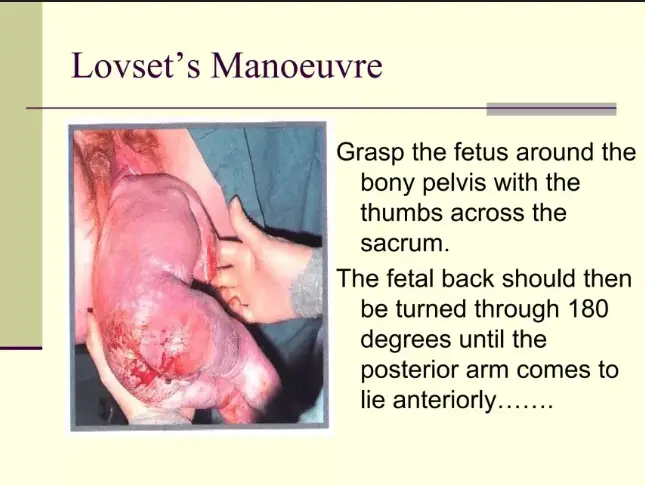 Lovset’s Manoeuvre
Grasp the fetus around the
bony pelvis with the
thumbs across the
sacrum.
The fetal back should then
be turned through 180
degrees until the
posterior arm comes to
lie anteriorly…….